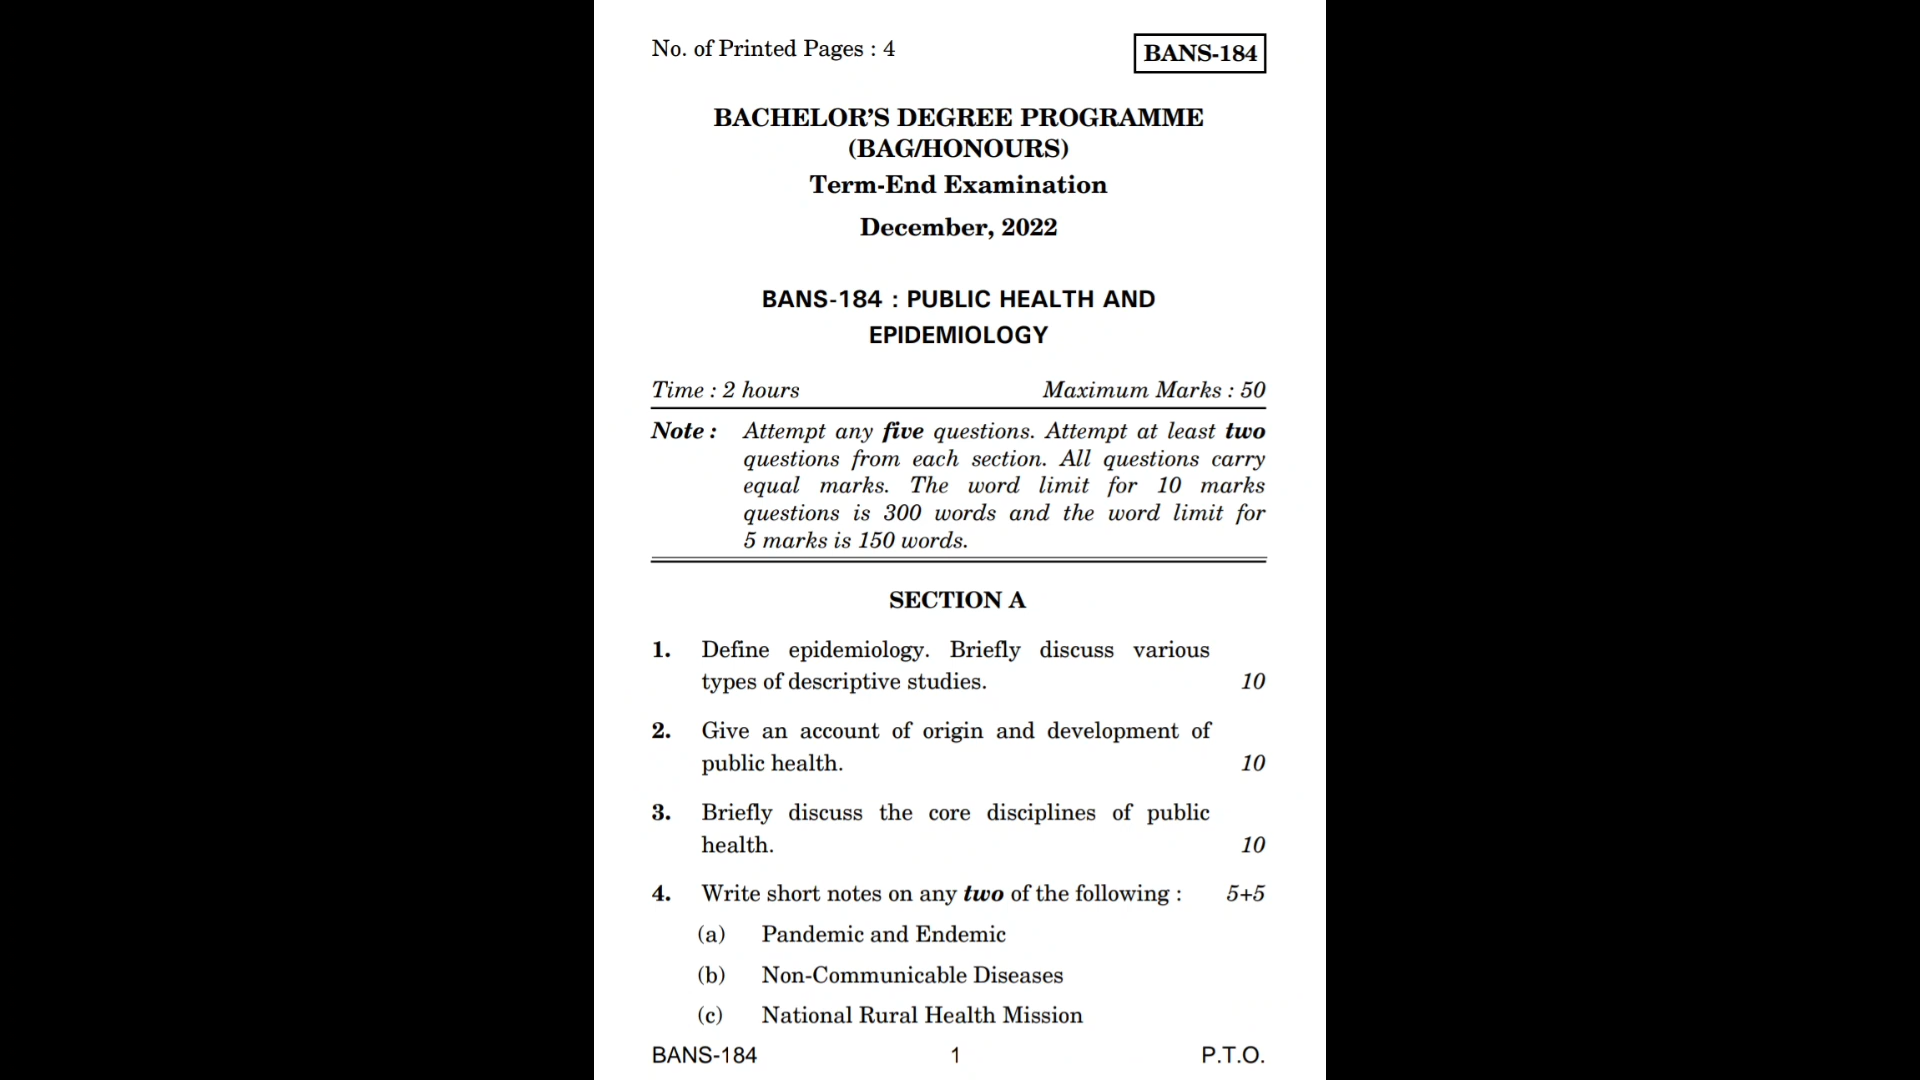 No. of Printed Pages : 4
BANS-184
BACHELOR’S DEGREE PROGRAMME
(BAG/HONOURS)
Term-End Examination
December, 2022
BANS-184 : PUBLIC HEALTH AND
EPIDEMIOLOGY
Time : 2 hours Maximum Marks : 50
Note : Attempt any five questions. Attempt at least two
questions from each section. All questions carry
equal marks. The word limit for 10 marks
questions is 300 words and the word limit for
5 marks is 150 words.
SECTION A
1. Define epidemiology. Briefly discuss various
types of descriptive studies. 10
2. Give an account of origin and development of
public health. 10
3. Briefly discuss the core disciplines of public
health. 10
4. Write short notes on any two of the following : 5+5
(a) Pandemic and Endemic
(b) Non-Communicable Diseases
(c) National Rural Health Mission
BANS-184 1 P.T.O.